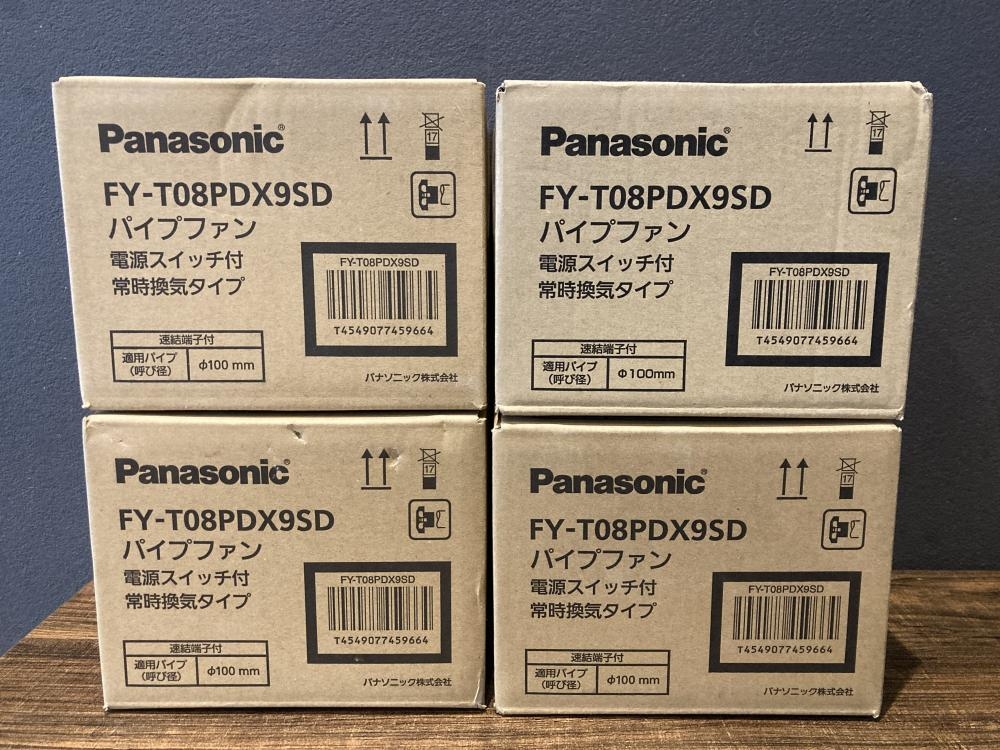 Panasonic®
17
FY-T08PDX9SD
パイプファン
電源スイッチ付
常時換気タイプ
FY-T08PDX9SD
T4549077459664
速結端子付
適用パイプ
(呼び径)
φ100 mm
パナソニック株式会社
Panasonic®
17
FY-T08PDX9SD
パイプファン
電源スイッチ付
常時換気タイプ
FY-T08PDX9SD
T4549077459664
速結端子付
適用パイプ
(呼び径)
φ100mm
パナソニック株式会社
Panasonic®
17
FY-T08PDX9SD
パイプファン
電源スイッチ付
常時換気タイプ
FY-T08PDX9SD
T4549077459664
速結端子付
適用パイプ
(呼び径)
φ100 mm
パナソニック株式会社
Panasonic®
17
FY-T08PDX9SD
パイプファン
電源スイッチ付
常時換気タイプ
FY-T08PDX9SD
T4549077459664
速結端子付
適用パイプ
(呼び径)
φ100 mm
パナソニック株式会社